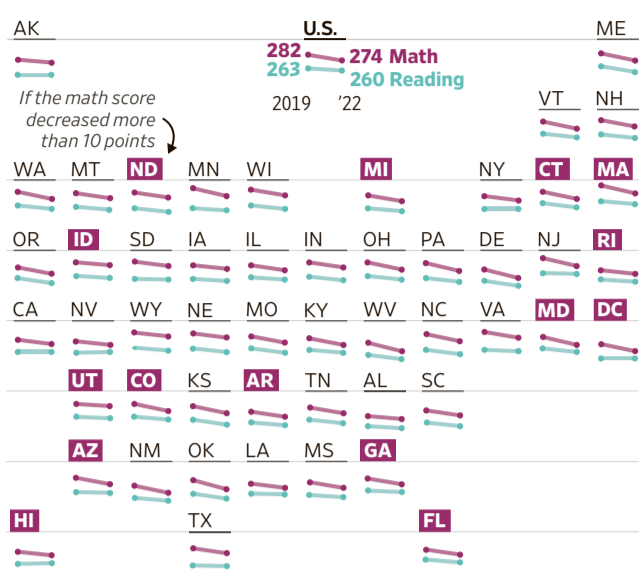 AK U.S. ME
282 274 Math
263 260 Reading
2019 '22
If the math score
decreased more
than 10 points
VT NH
WA MT ND MN WI MI NY CT MA
OR ID SD IA IL IN OH PA DE NJ RI
CA NV WY NE MO KY WV NC VA MD DC
UT CO KS AR TN AL SC
AZ NM OK LA MS GA
HI TX FL